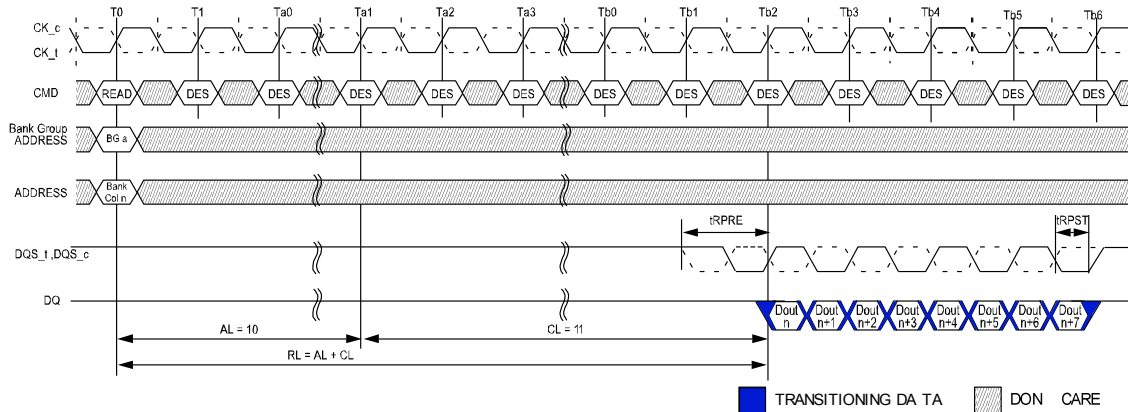 T0 T1 Ta0 Ta1 Ta2 Ta3 Tb0 Tb1 Tb2 Tb3 Tb4 Tb5 Tb6
CK_c
CK_t
CMD READ DES DES DES DES DES DES DES DES DES DES DES DES
Bank Group
ADDRESS BG a
ADDRESS Bank
Col n
tRPRE tRPST
DQS_t ,DQS_c
DQ Dout Dout Dout Dout Dout Dout Dout Dout
n n+1 n+2 n+3 n+4 n+5 n+6 n+7
AL = 10 CL = 11
RL = AL + CL
TRANSITIONING DA TA DON CARE